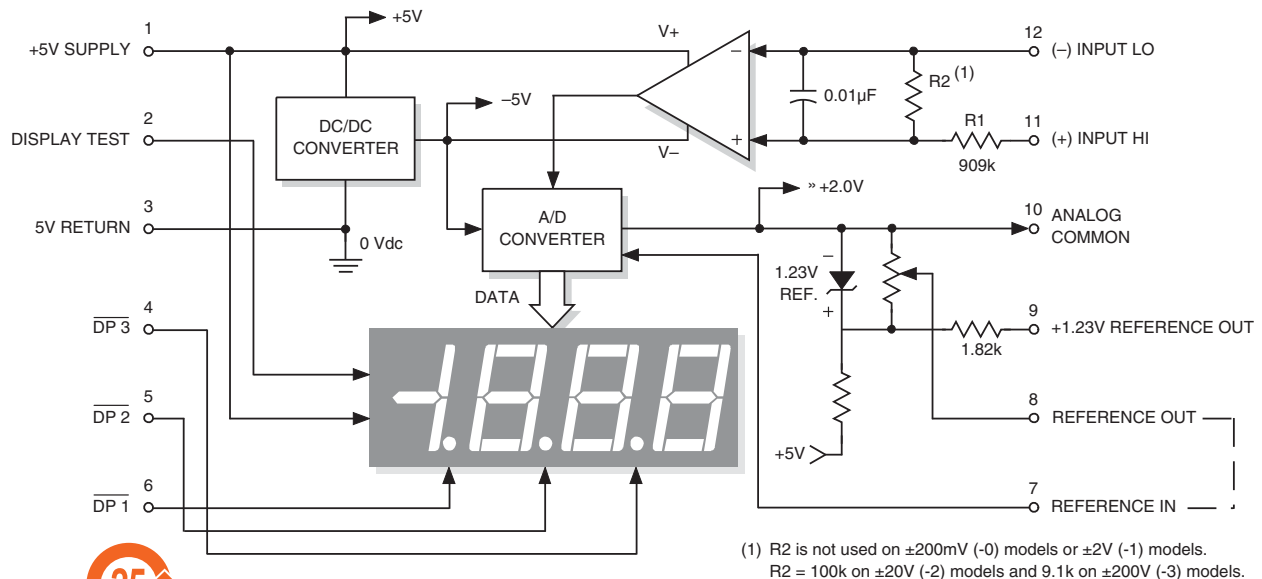 1
+5V SUPPLY
+5V
V+
12
(–) INPUT LO
–
R2 (1)
0.01µF
–5V
2
DISPLAY TEST
DC/DC
CONVERTER
V–
+
R1
909k
11
(+) INPUT HI
3
5V RETURN
0 Vdc
A/D
CONVERTER
» +2.0V
10
ANALOG
COMMON
DATA
–
1.23V
REF.
+
4
DP 3
9
+1.23V REFERENCE OUT
1.82k
-1.8.8.8
5
DP 2
8
REFERENCE OUT
+5V
6
DP 1
7
REFERENCE IN
(1) R2 is not used on ±200mV (-0) models or ±2V (-1) models.
R2 = 100k on ±20V (-2) models and 9.1k on ±200V (-3) models.